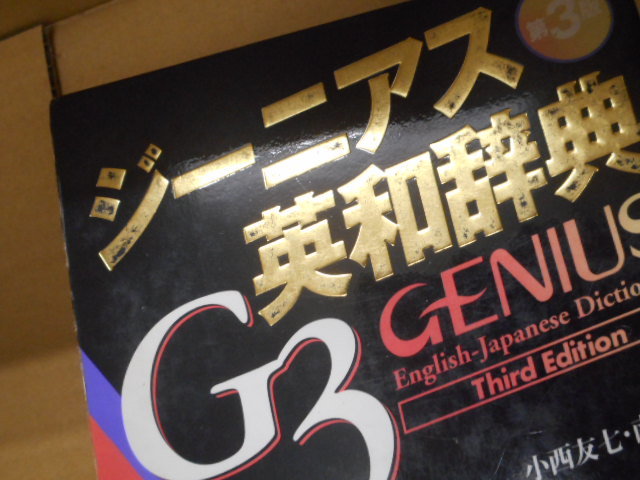 第3版
ジーニアス
英和辞典
G3
GENIUS
English-Japanese
Third Edition
小西友七・